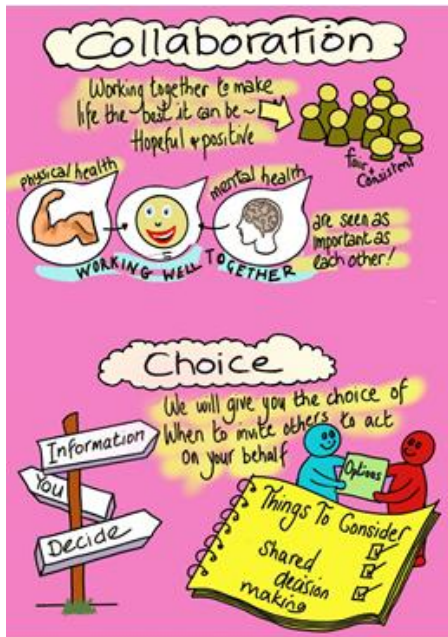 Collaboration
Working together to make
life the best it can be ~
Hopeful & positive
fair +
Consistent
physical health
mental health
are seen as
important as
each other!
WORKING WELL TOGETHER
Choice
We will give you the choice of
When to invite others to act
on your behalf
Information
You
Decide
Options
Things To Consider
shared
decision
making